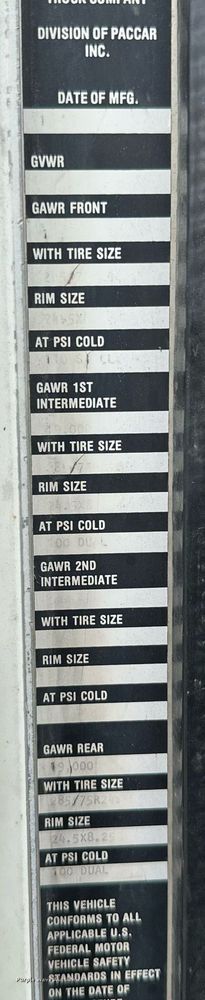 TRUCK COMPANY
DIVISION OF PACCAR
INC.
DATE OF MFG.
GVWR
GAWR FRONT
WITH TIRE SIZE
RIM SIZE
AT PSI COLD
GAWR 1ST
INTERMEDIATE
WITH TIRE SIZE
RIM SIZE
AT PSI COLD
GAWR 2ND
INTERMEDIATE
WITH TIRE SIZE
RIM SIZE
AT PSI COLD
GAWR REAR
19,000
WITH TIRE SIZE
285/75R24
RIM SIZE
24.5X8.25
AT PSI COLD
100 DUAL
THIS VEHICLE
CONFORMS TO ALL
APPLICABLE U.S.
FEDERAL MOTOR
VEHICLE SAFETY
STANDARDS IN EFFECT
ON THE DATE OF